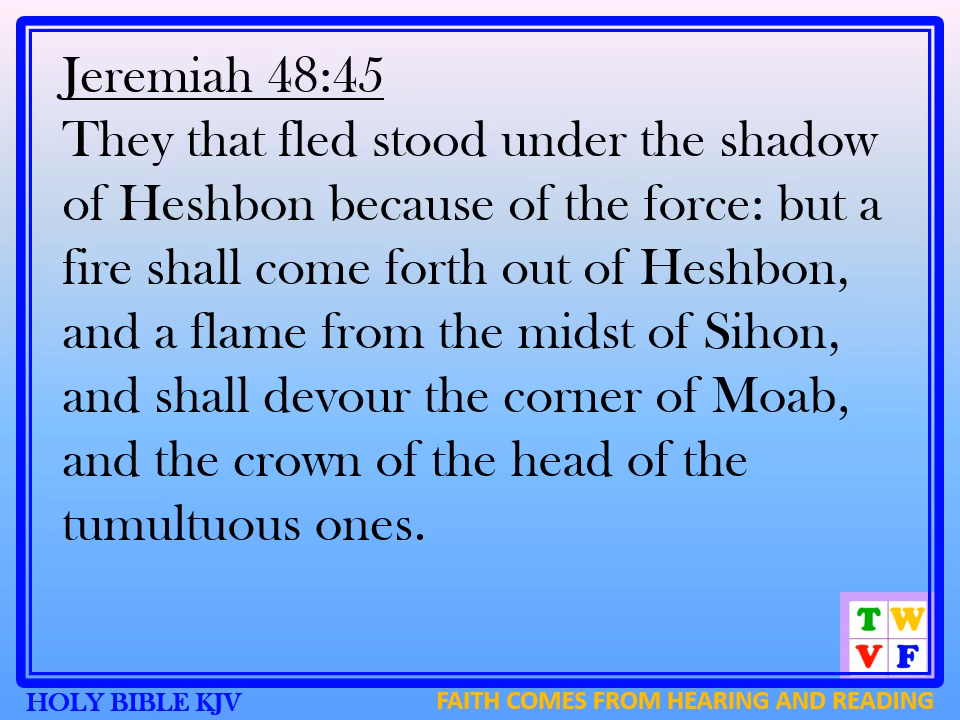 Jeremiah 48:45
They that fled stood under the shadow
of Heshbon because of the force: but a
fire shall come forth out of Heshbon,
and a flame from the midst of Sihon,
and shall devour the corner of Moab,
and the crown of the head of the
tumultuous ones.
T W
V F
HOLY BIBLE KJV
FAITH COMES FROM HEARING AND READING